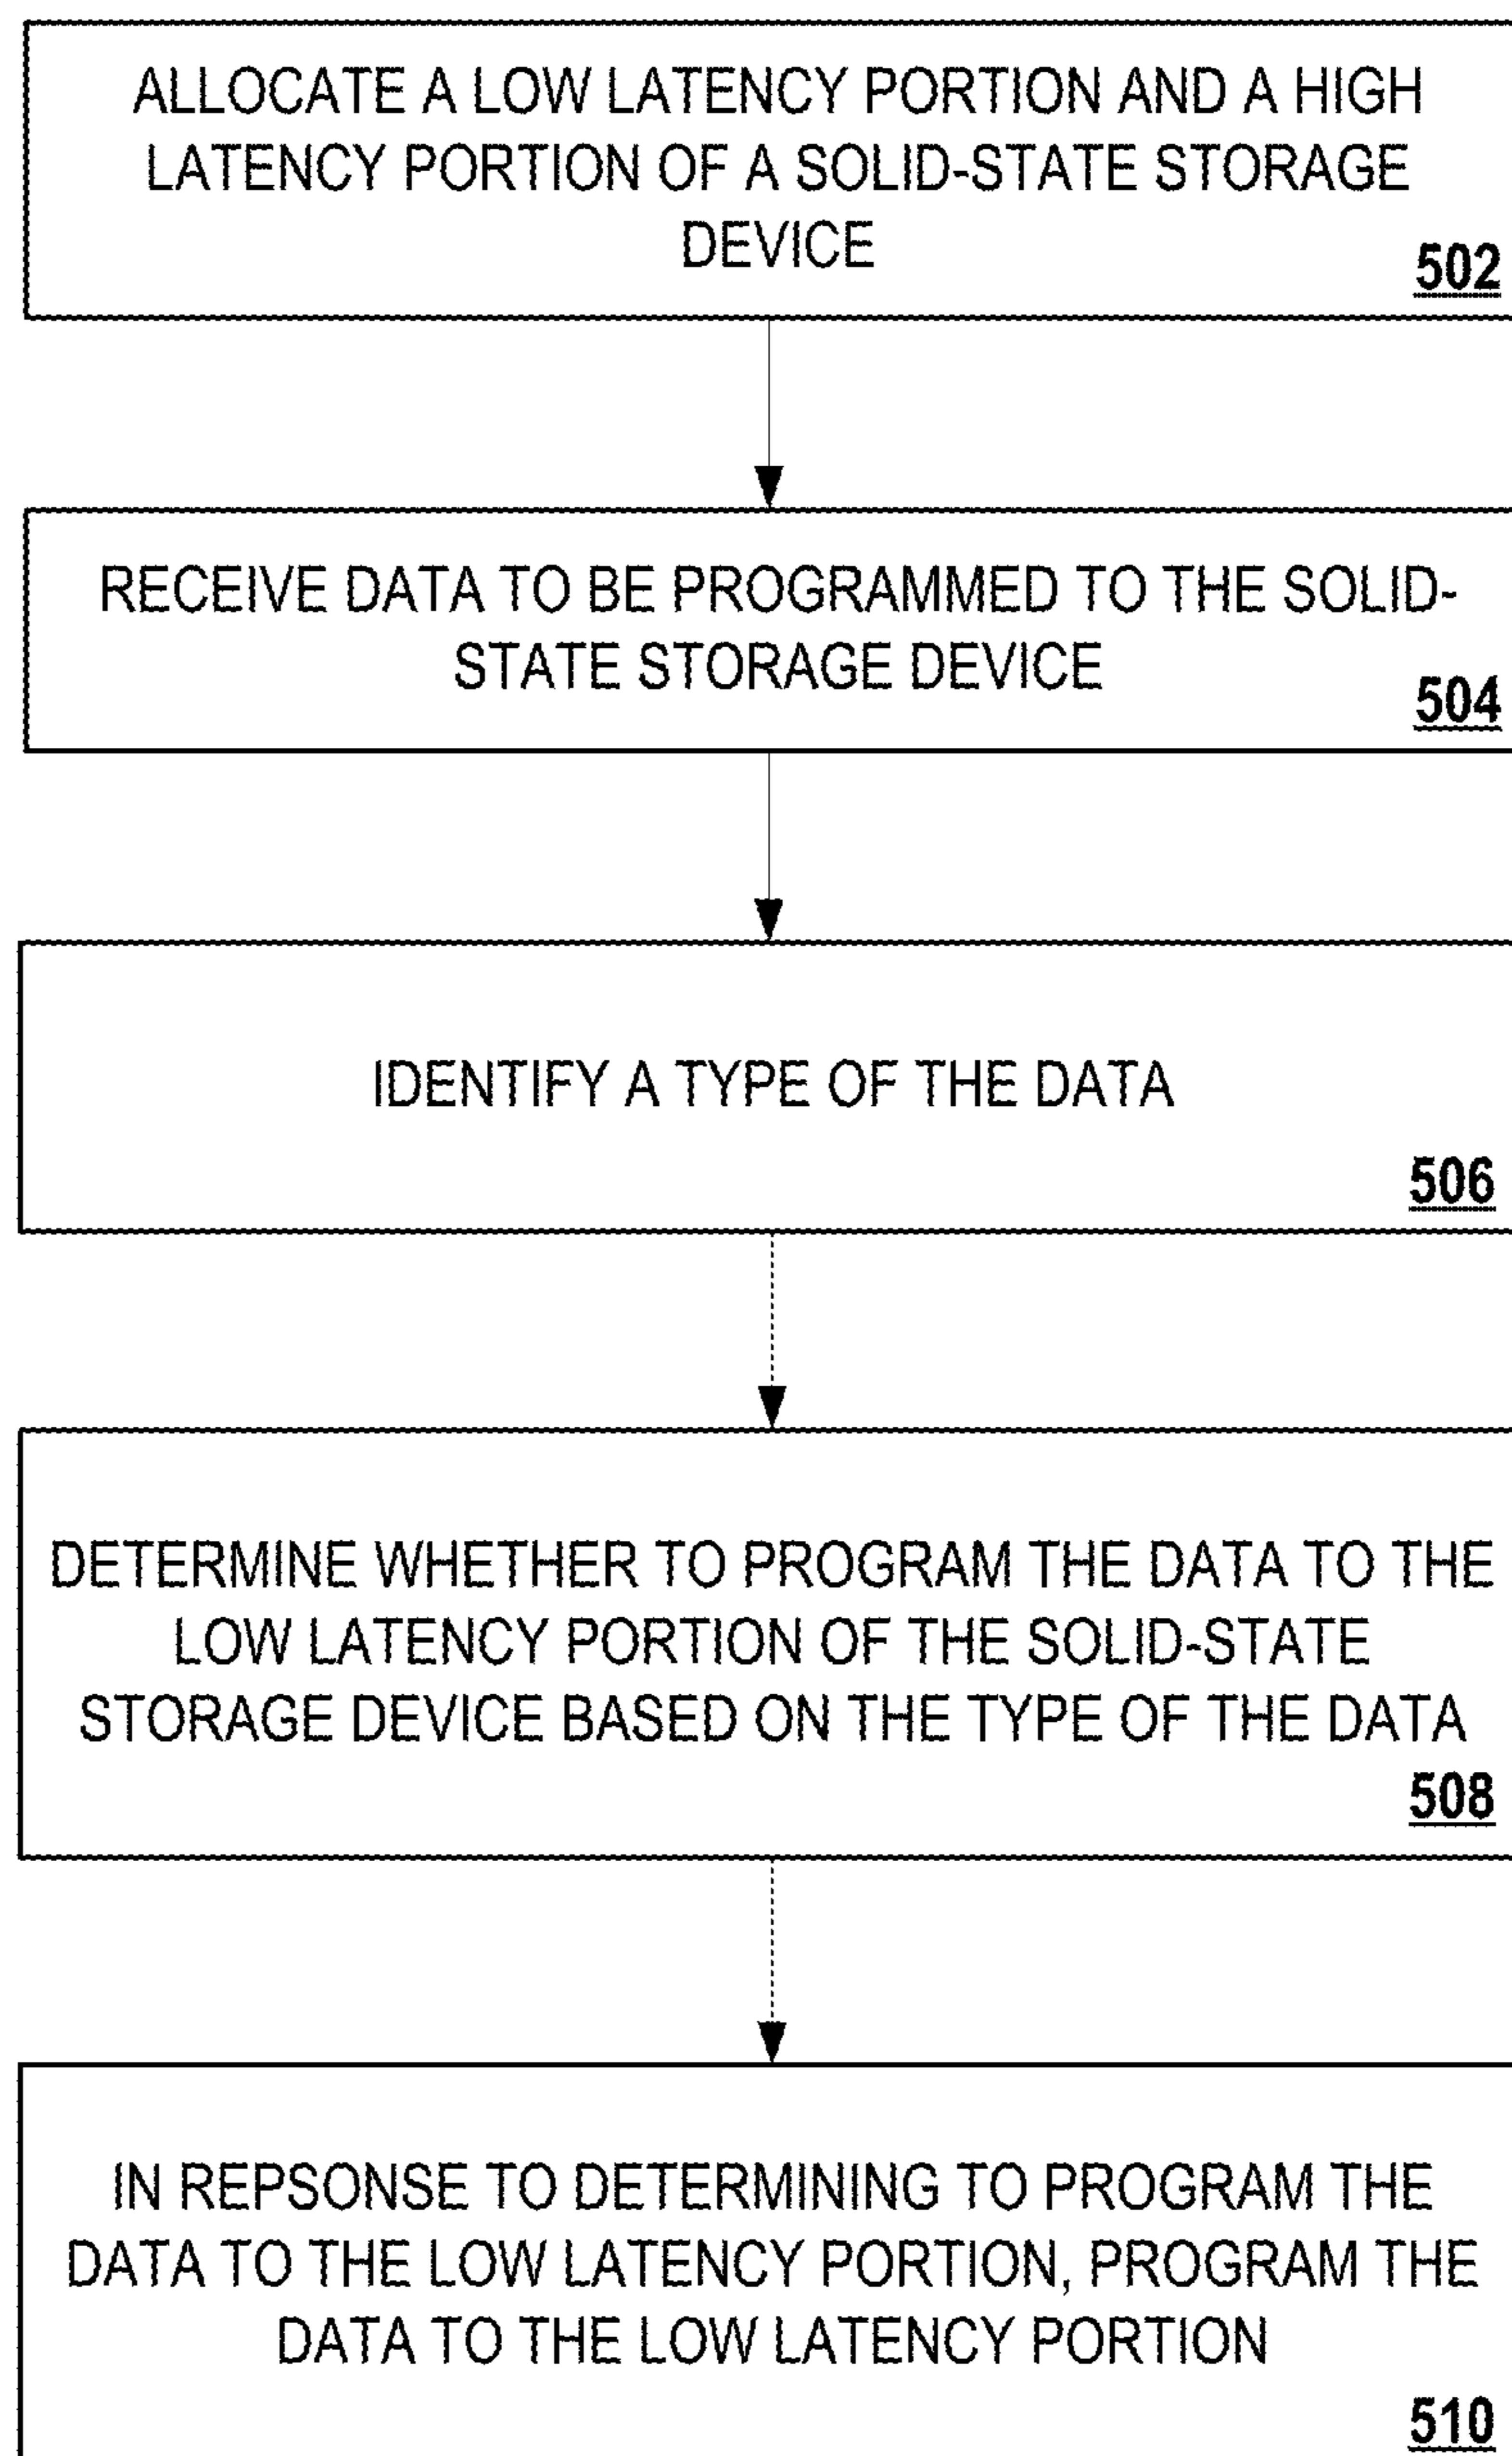 ALLOCATE A LOW LATENCY PORTION AND A HIGH
LATENCY PORTION OF A SOLID-STATE STORAGE
DEVICE
502
RECEIVE DATA TO BE PROGRAMMED TO THE SOLID-
STATE STORAGE DEVICE
504
IDENTIFY A TYPE OF THE DATA
506
DETERMINE WHETHER TO PROGRAM THE DATA TO THE
LOW LATENCY PORTION OF THE SOLID-STATE
STORAGE DEVICE BASED ON THE TYPE OF THE DATA
508
IN REPSONSE TO DETERMINING TO PROGRAM THE
DATA TO THE LOW LATENCY PORTION, PROGRAM THE
DATA TO THE LOW LATENCY PORTION
510